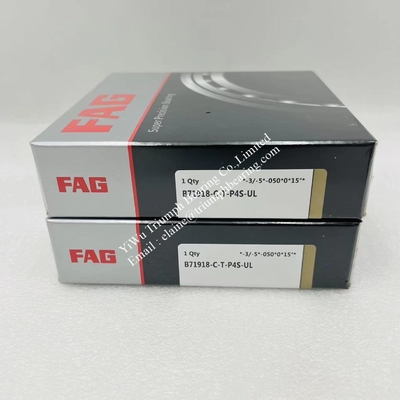 FAG
Super Precision Bearing
FAG
1 Qty *-3/-5*-050*0*15'*
B71918-C-T-P4S-UL
FAG
1 Qty *-3/-5*-050*0*15'*
B71918-C-T-P4S-UL
YiWu Triumph Bearing Co.,Limited
Email : elaine@triumphbearing.com